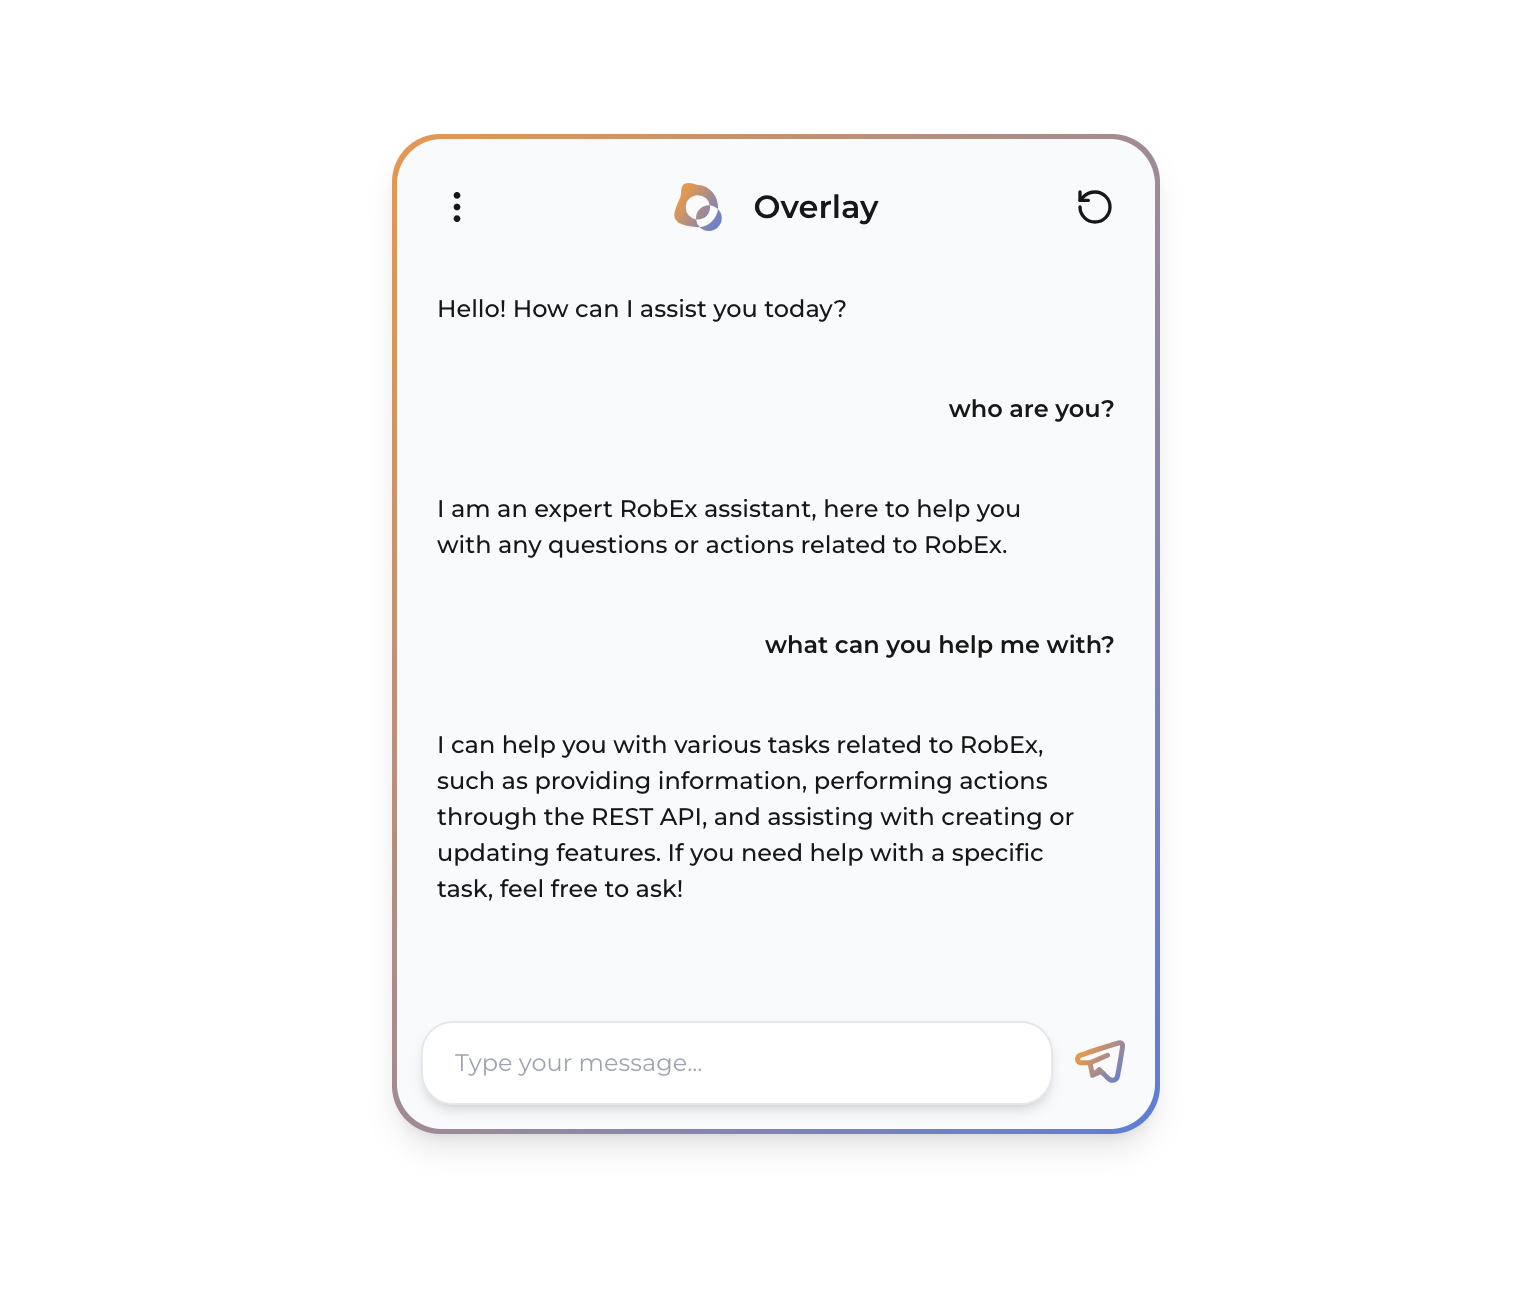 Overlay
Hello! How can I assist you today?
who are you?
I am an expert RobEx assistant, here to help you
with any questions or actions related to RobEx.
what can you help me with?
I can help you with various tasks related to RobEx,
such as providing information, performing actions
through the REST API, and assisting with creating or
updating features. If you need help with a specific
task, feel free to ask!
Type your message...